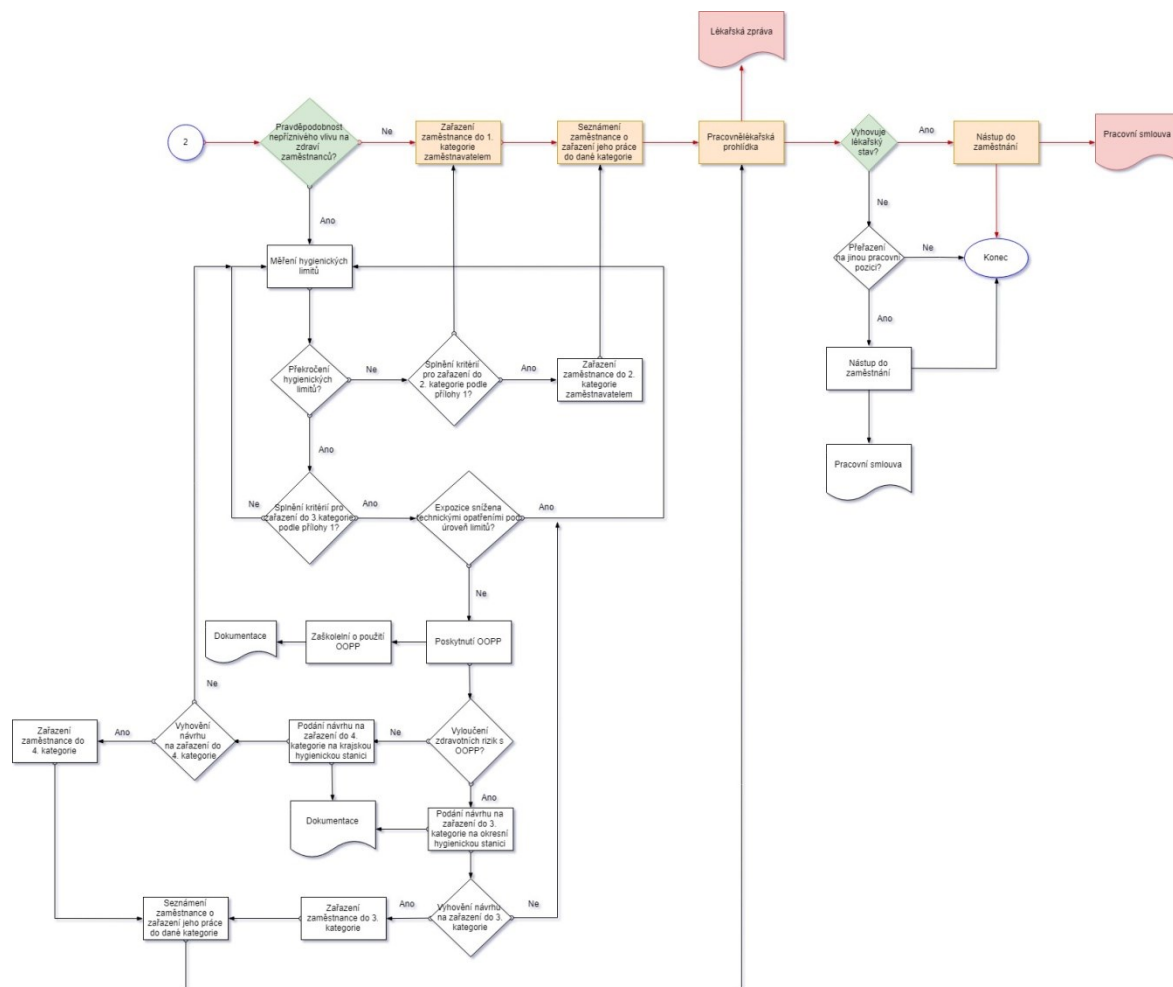 Lékařská zpráva
2
Pravděpodobnost
nepříznivého vlivu na
zdraví
zaměstnanců?
Ne
Zařazení
zaměstnance do 1.
kategorie
zaměstnavatelem
Seznámení
zaměstnance o
zařazení jeho práce
do dané kategorie
Pracovnělékařská
prohlídka
Vyhovuje
lékařský
stav?
Ano
Nástup do
zaměstnání
Pracovní smlouva
Ano
Ne
Měření hygienických
limitů
Přeřazení
na jinou pracovní
pozici?
Ne
Konec
Ano
Překročení
hygienických
limitů?
Ne
Splnění kritérií
pro zařazení do
2. kategorie podle
přílohy 1?
Ano
Zařazení
zaměstnance do 2.
kategorie
zaměstnavatelem
Nástup do
zaměstnání
Ano
Pracovní smlouva
Ne
Splnění kritérií pro
zařazení do 3.kategorie
podle přílohy 1?
Ano
Expozice snížena
technickými opatřeními pod
úroveň limitů?
Ano
Ne
Dokumentace
Zaškolelní o použití
OOPP
Poskytnutí OOPP
Ne
Zařazení
zaměstnance do
4. kategorie
Ano
Vyhovění
návrhu
na zařazení do
4. kategorie
Podání návrhu na
zařazení do 4.
kategorie na krajskou
hygienickou stanici
Ne
Vyloučení
zdravotních rizik s
OOPP?
Ano
Dokumentace
Podání návrhu na
zařazení do 3.
kategorie na okresní
hygienickou stanici
Seznámení
zaměstnance o
zařazení jeho práce
do dané kategorie
Zařazení
zaměstnance do 3.
kategorie
Ano
Vyhovění návrhu
na zařazení do 3.
kategorie
Ne